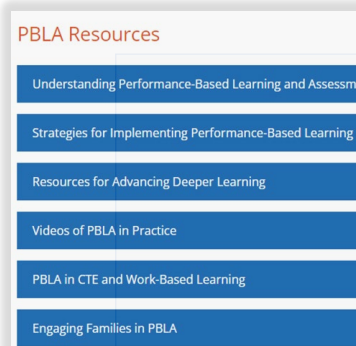 PBLA Resources
Understanding Performance-Based Learning and
Strategies for Implementing Performance-Based Learning
Resources for Advancing Deeper Learning
Videos of PBLA in Practice
PBLA in CTE and Work-Based Learning
Engaging Families in PBLA